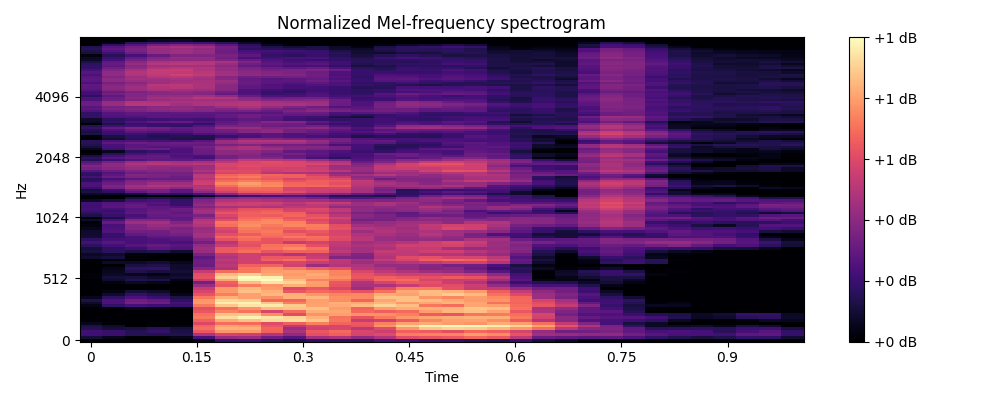 Normalized Mel-frequency spectrogram
Hz
4096
2048
1024
512
0
0 0.15 0.3 0.45 0.6 0.75 0.9
Time
+1 dB
+1 dB
+1 dB
+0 dB
+0 dB
+0 dB